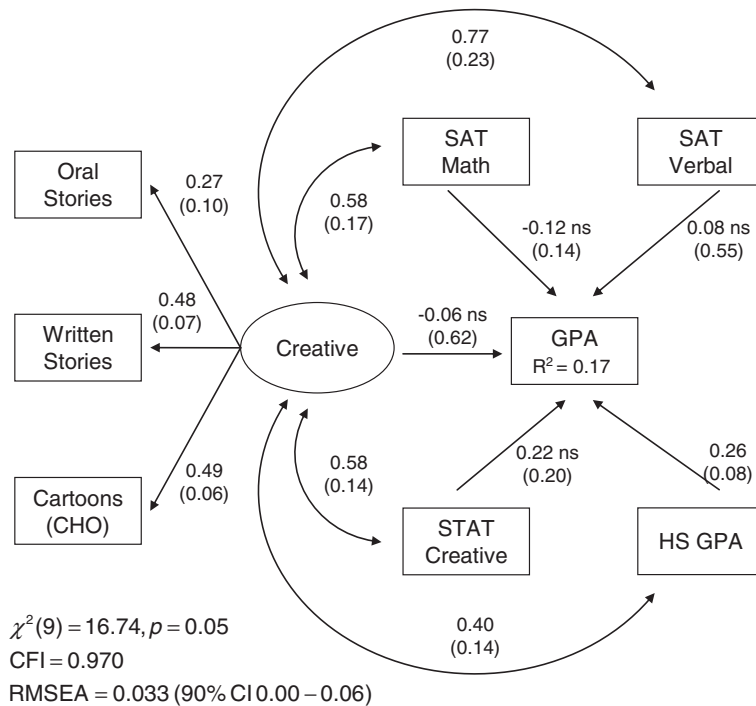 0.77
(0.23)
SAT
Math
SAT
Verbal
Oral
Stories
0.27
(0.10)
0.58
(0.17)
-0.12 ns
(0.14)
0.08 ns
(0.55)
Written
Stories
0.48
(0.07)
Creative
-0.06 ns
(0.62)
GPA
R² = 0.17
Cartoons
(CHO)
0.49
(0.06)
0.58
(0.14)
0.22 ns
(0.20)
0.26
(0.08)
STAT
Creative
HS GPA
0.40
(0.14)
χ²(9) = 16.74, p = 0.05
CFI = 0.970
RMSEA = 0.033 (90% CI 0.00 – 0.06)